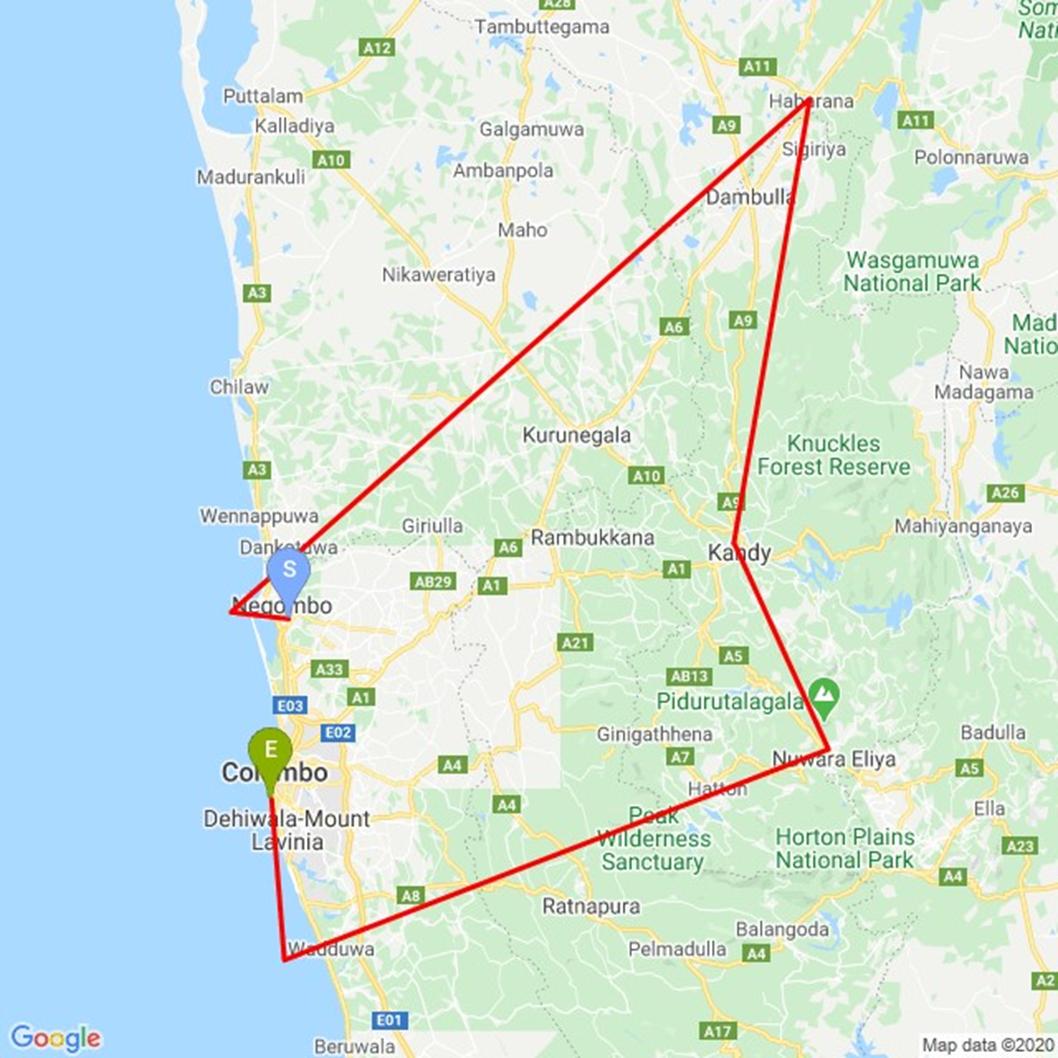 A28
Som
Nati
Tambuttegama
A12
A11
Puttalam
Habarana
Kalladiya
A9
A11
Galgamuwa
A10
Sigiriya
Polonnaruwa
Ambanpola
Madurankuli
Dambulla
Maho
Wasgamuwa
National Park
Nikaweratiya
A3
A6
A9
Mad
Natio
Nawa
Madagama
Chilaw
Kurunegala
Knuckles
Forest Reserve
A3
A10
A26
A9
Wennappuwa
Giriulla
Mahiyanganaya
Rambukkana
Dankotuwa
A6
Kandy
S
A1
AB29
A1
Negombo
A21
A5
A33
AB13
A1
Pidurutalagala
E03
E02
Ginigathhena
Badulla
E
A7
Nuwara Eliya
A4
A5
Colombo
Hatton
A4
Ella
Dehiwala-Mount
Lavinia
Peak
Wilderness
Sanctuary
Horton Plains
National Park
A23
A4
A8
Ratnapura
Balangoda
Wadduwa
Pelmadulla
A4
A2
E01
A17
Google
Beruwala
Map data ©2020